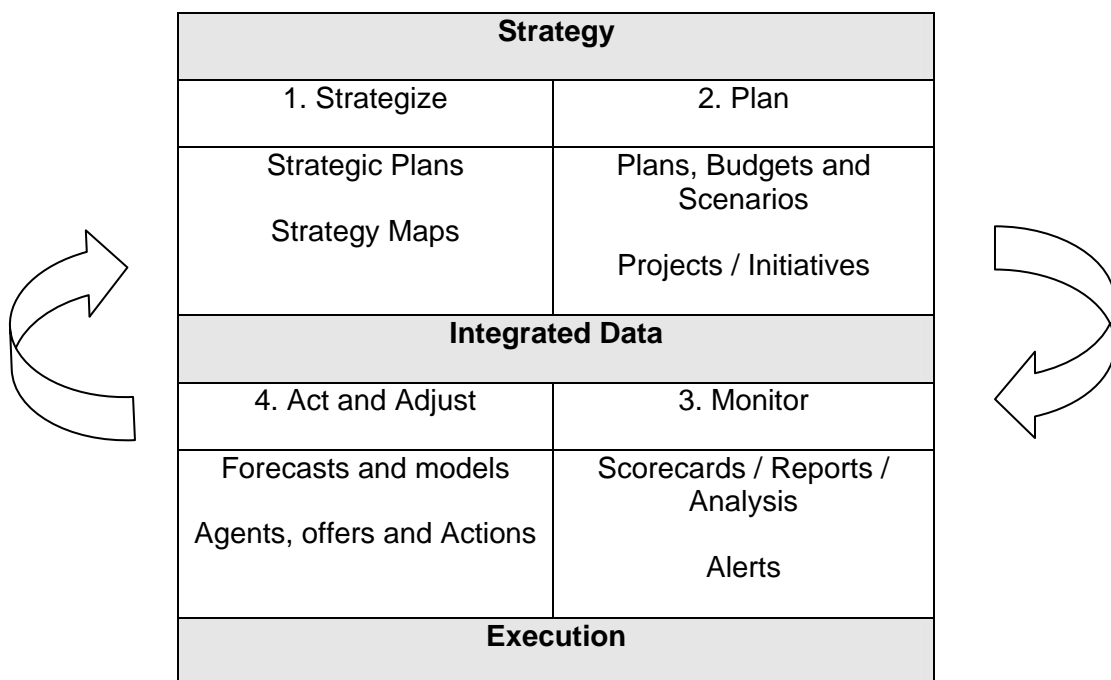 Strategy
1. Strategize
2. Plan
Strategic Plans
Strategy Maps
Plans, Budgets and
Scenarios
Projects / Initiatives
Integrated Data
4. Act and Adjust
3. Monitor
Forecasts and models
Agents, offers and Actions
Scorecards / Reports /
Analysis
Alerts
Execution